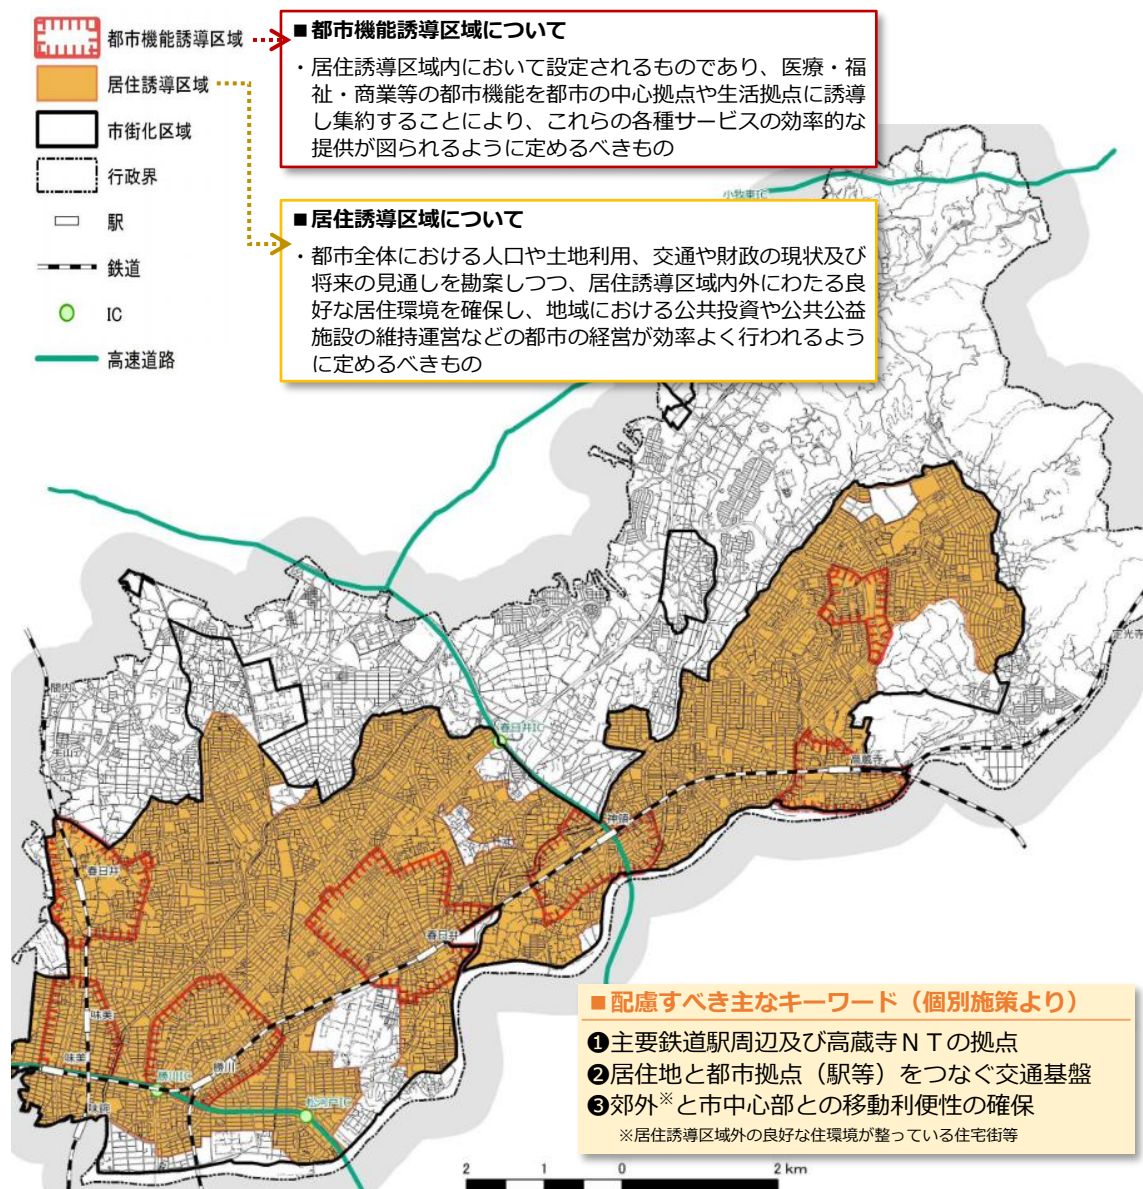 都市機能誘導区域
居住誘導区域
市街化区域
行政界
駅
鉄道
IC
高速道路
■都市機能誘導区域について
・居住誘導区域内において設定されるものであり、医療・福
祉・商業等の都市機能を都市の中心拠点や生活拠点に誘導
し集約することにより、これらの各種サービスの効率的な
提供が図られるように定めるべきもの
■居住誘導区域について
・都市全体における人口や土地利用、交通や財政の現状及び
将来の見通しを勘案しつつ、居住誘導区域内外にわたる良
好な居住環境を確保し、地域における公共投資や公共公益
施設の維持運営などの都市の経営が効率よく行われるよう
に定めるべきもの
小牧東IC
定光寺
間内
牛山
春日井IC
高蔵寺
神領
春日井
春日井
味美
味美
勝川
勝川IC
松河戸IC
味鋺
■配慮すべき主なキーワード（個別施策より）
❶主要鉄道駅周辺及び高蔵寺ＮＴの拠点
❷居住地と都市拠点（駅等）をつなぐ交通基盤
❸郊外※と市中心部との移動利便性の確保
※居住誘導区域外の良好な住環境が整っている住宅街等
2 1 0 2 km